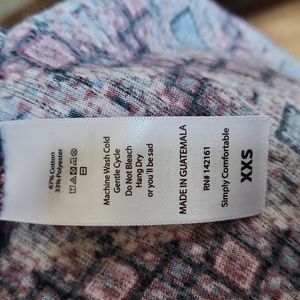 67% Cotton
33% Polyester
Machine Wash Cold
Gentle Cycle
Do Not Bleach
Hang Dry
or you'll be sad
MADE IN GUATEMALA
RN# 142161
Simply Comfortable
XXS